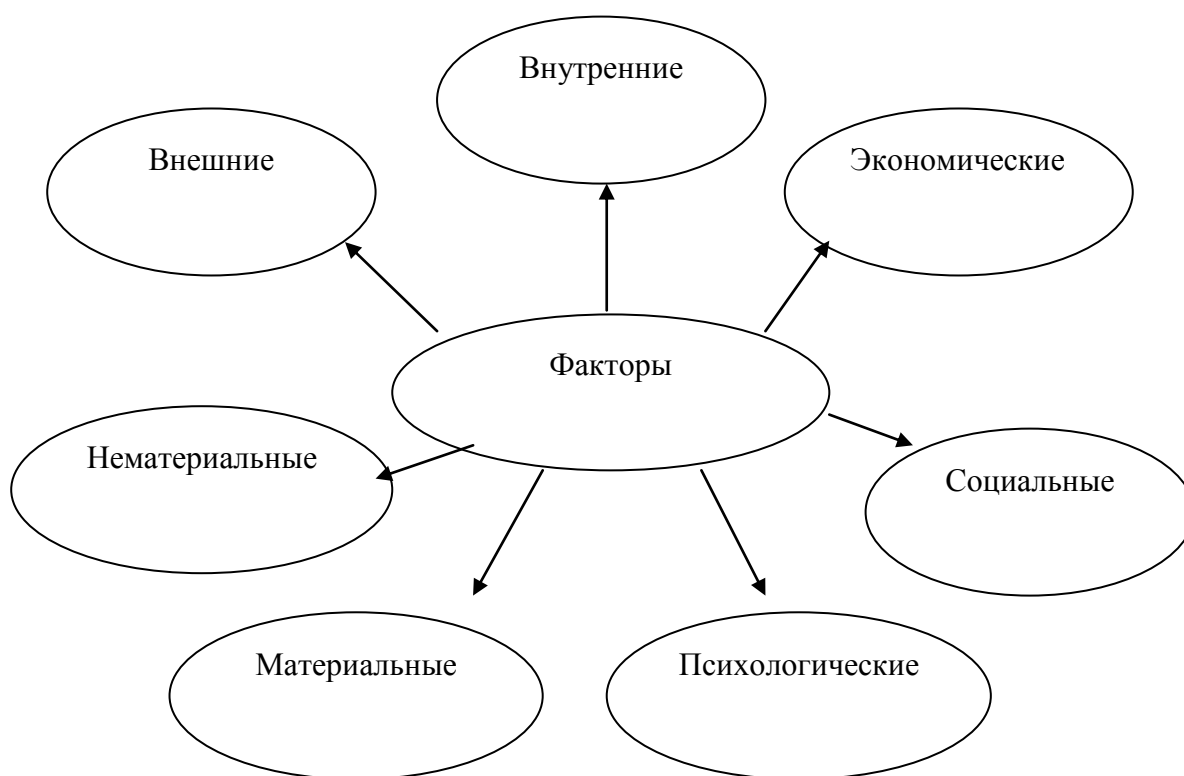 Внутренние
Внешние
Экономические
Факторы
Нематериальные
Социальные
Материальные
Психологические